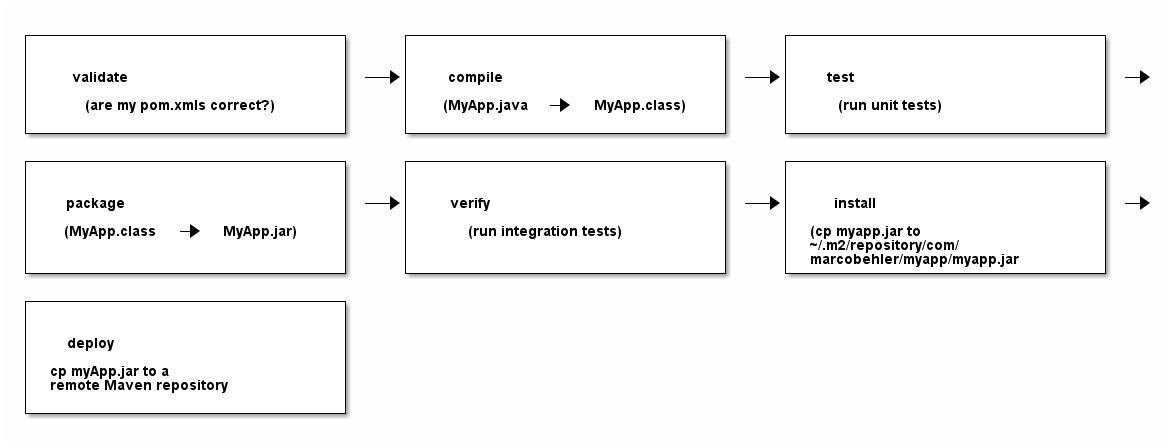 validate
(are my pom.xmls correct?)
compile
(MyApp.java → MyApp.class)
test
(run unit tests)
package
(MyApp.class → MyApp.jar)
verify
(run integration tests)
install
(cp myapp.jar to
~/.m2/repository/com/
marcobehler/myapp/myapp.jar
deploy
cp myApp.jar to a
remote Maven repository